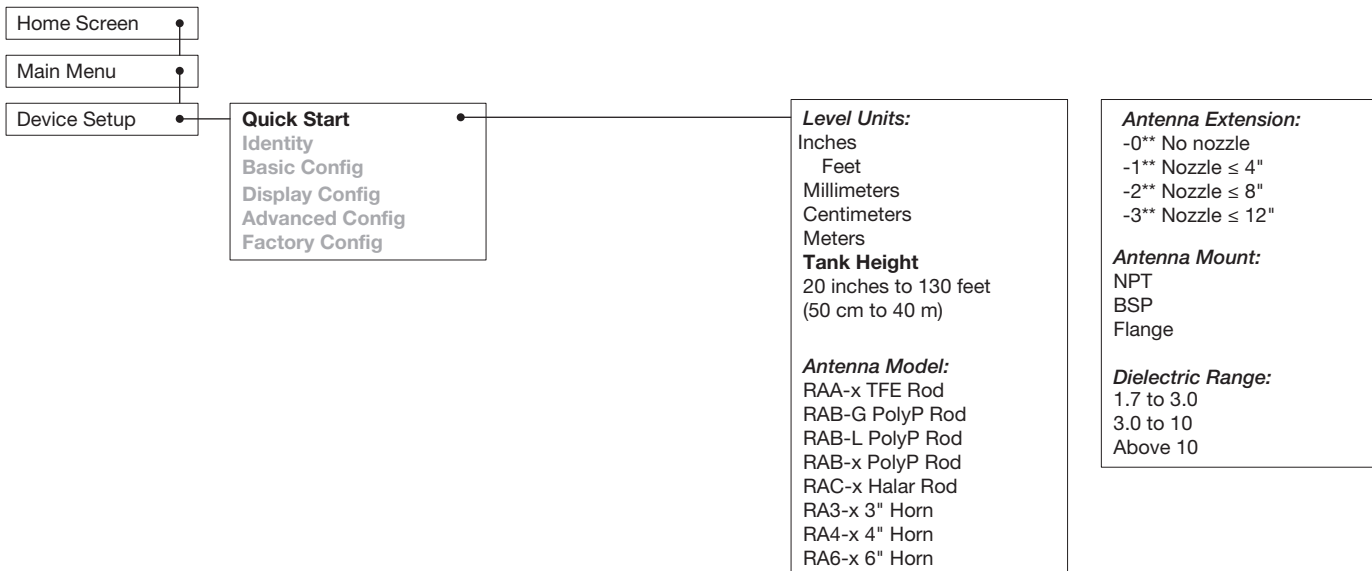 Home Screen
Main Menu
Device Setup
Quick Start
Identity
Basic Config
Display Config
Advanced Config
Factory Config
Level Units:
Inches
Feet
Millimeters
Centimeters
Meters
Tank Height
20 inches to 130 feet
(50 cm to 40 m)
Antenna Model:
RAA-x TFE Rod
RAB-G PolyP Rod
RAB-L PolyP Rod
RAB-x PolyP Rod
RAC-x Halar Rod
RA3-x 3" Horn
RA4-x 4" Horn
RA6-x 6" Horn
Antenna Extension:
-0** No nozzle
-1** Nozzle ≤ 4"
-2** Nozzle ≤ 8"
-3** Nozzle ≤ 12"
Antenna Mount:
NPT
BSP
Flange
Dielectric Range:
1.7 to 3.0
3.0 to 10
Above 10